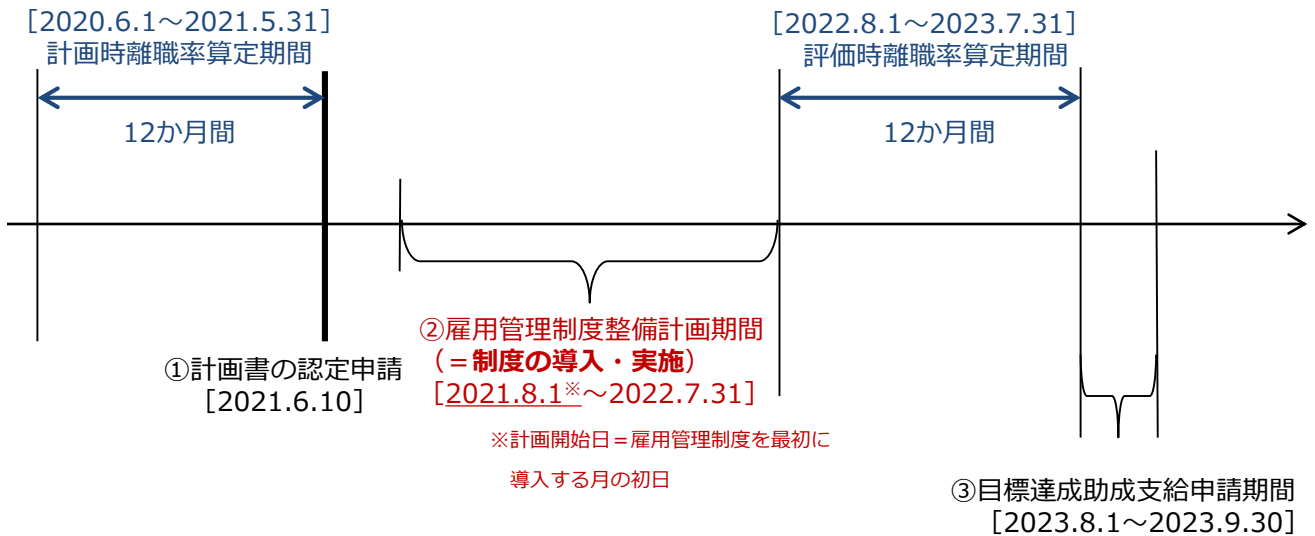 [2020.6.1～2021.5.31]
計画時離職率算定期間
12か月間
[2022.8.1～2023.7.31]
評価時離職率算定期間
12か月間
①計画書の認定申請
[2021.6.10]
②雇用管理制度整備計画期間
(=制度の導入・実施)
[2021.8.1※～2022.7.31]
※計画開始日=雇用管理制度を最初に
導入する月の初日
③目標達成助成支給申請期間
[2023.8.1～2023.9.30]